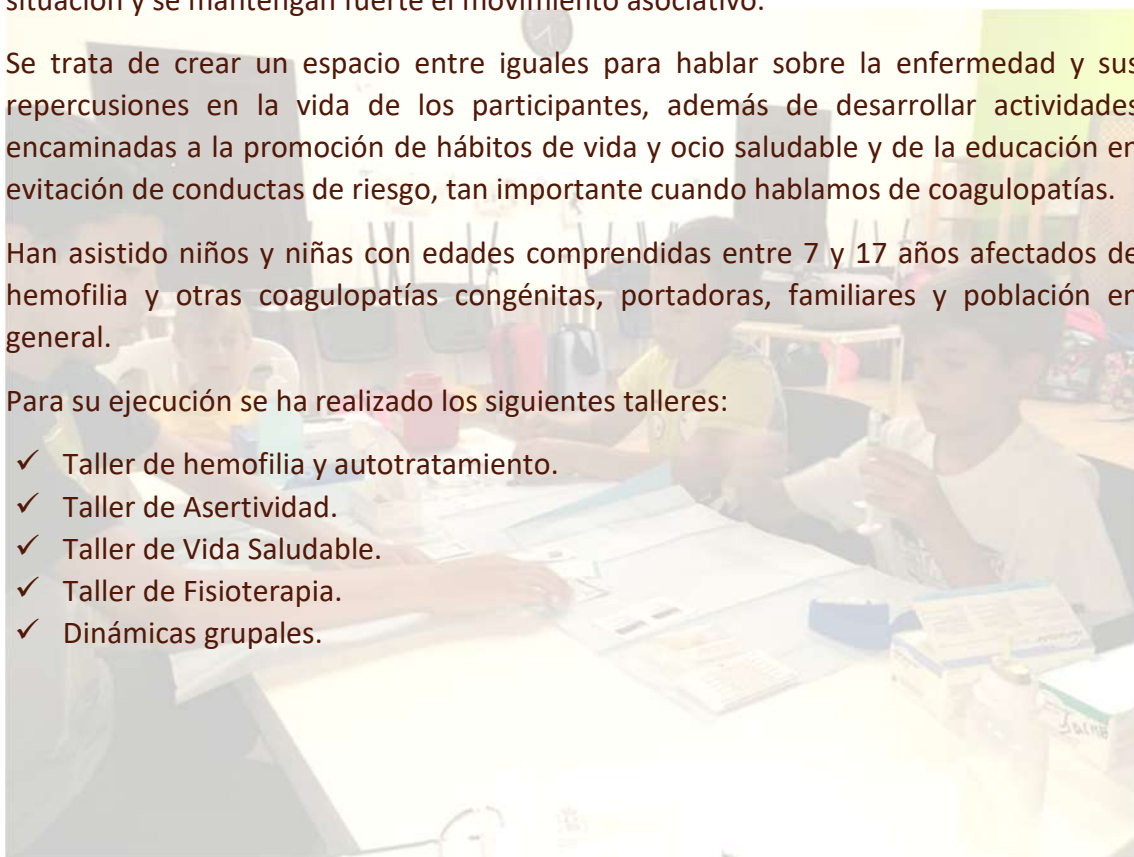 situación y se mantengan fuerte el movimiento asociativo.
Se trata de crear un espacio entre iguales para hablar sobre la enfermedad y sus
repercusiones en la vida de los participantes, además de desarrollar actividades
encaminadas a la promoción de hábitos de vida y ocio saludable y de la educación en
evitación de conductas de riesgo, tan importante cuando hablamos de coagulopatías.
Han asistido niños y niñas con edades comprendidas entre 7 y 17 años afectados de
hemofilia y otras coagulopatías congénitas, portadoras, familiares y población en
general.
Para su ejecución se ha realizado los siguientes talleres:
✓ Taller de hemofilia y autotratamiento.
✓ Taller de Asertividad.
✓ Taller de Vida Saludable.
✓ Taller de Fisioterapia.
✓ Dinámicas grupales.